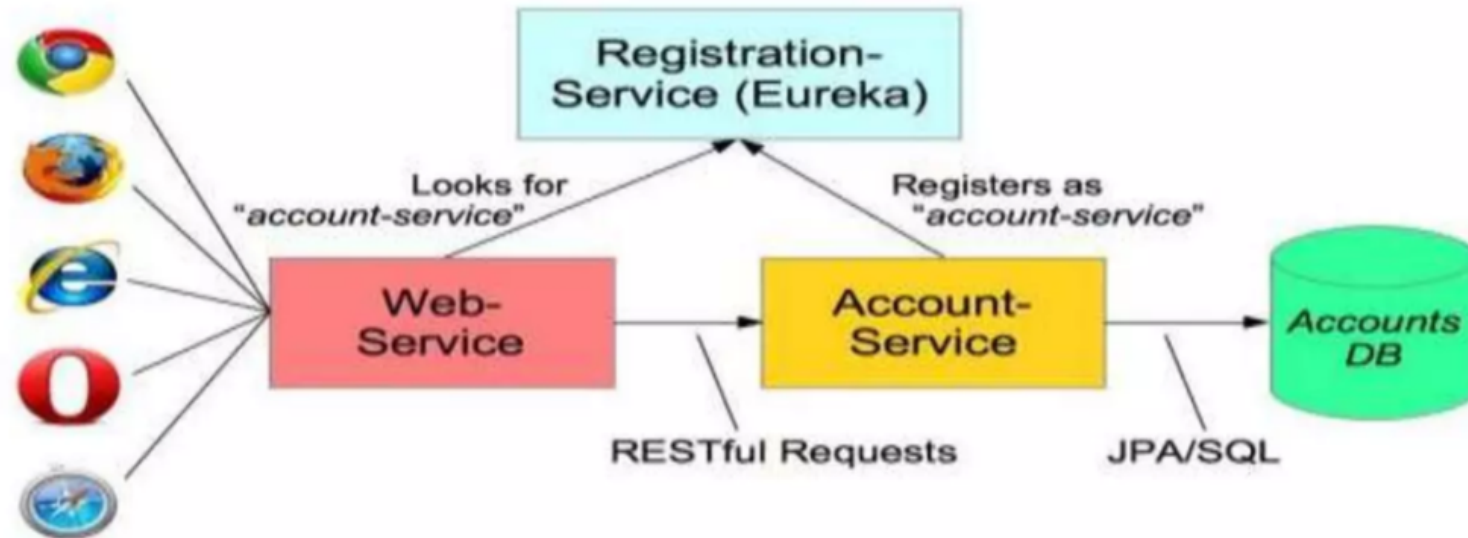 Registration-
Service (Eureka)
Looks for
"account-service"
Registers as
"account-service"
Web-
Service
Account-
Service
Accounts
DB
RESTful Requests
JPA/SQL